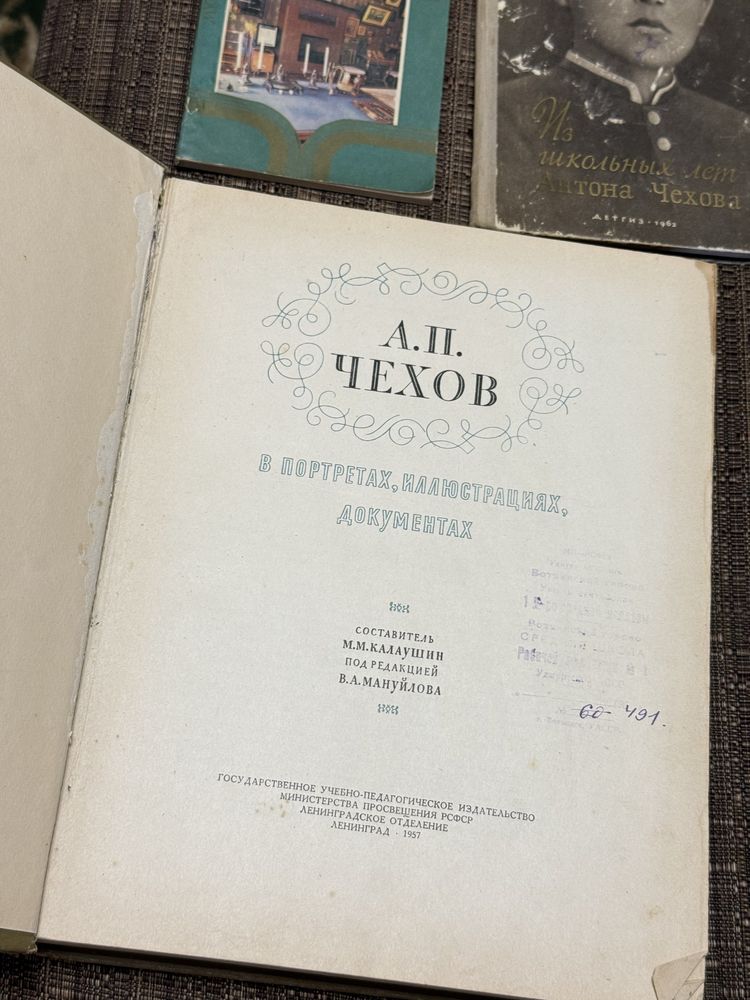 Из
школьных лет
Антона Чехова
ДЕТГИЗ • 1962
А.П.
ЧЕХОВ
В ПОРТРЕТАХ, ИЛЛЮСТРАЦИЯХ,
ДОКУМЕНТАХ
СОСТАВИТЕЛЬ
М.М.КАЛАУШИН
ПОД РЕДАКЦИЕЙ
В.А.МАНУЙЛОВА
491.
ГОСУДАРСТВЕННОЕ УЧЕБНО-ПЕДАГОГИЧЕСКОЕ ИЗДАТЕЛЬСТВО
МИНИСТЕРСТВА ПРОСВЕЩЕНИЯ РСФСР
ЛЕНИНГРАДСКОЕ ОТДЕЛЕНИЕ
ЛЕНИНГРАД • 1957